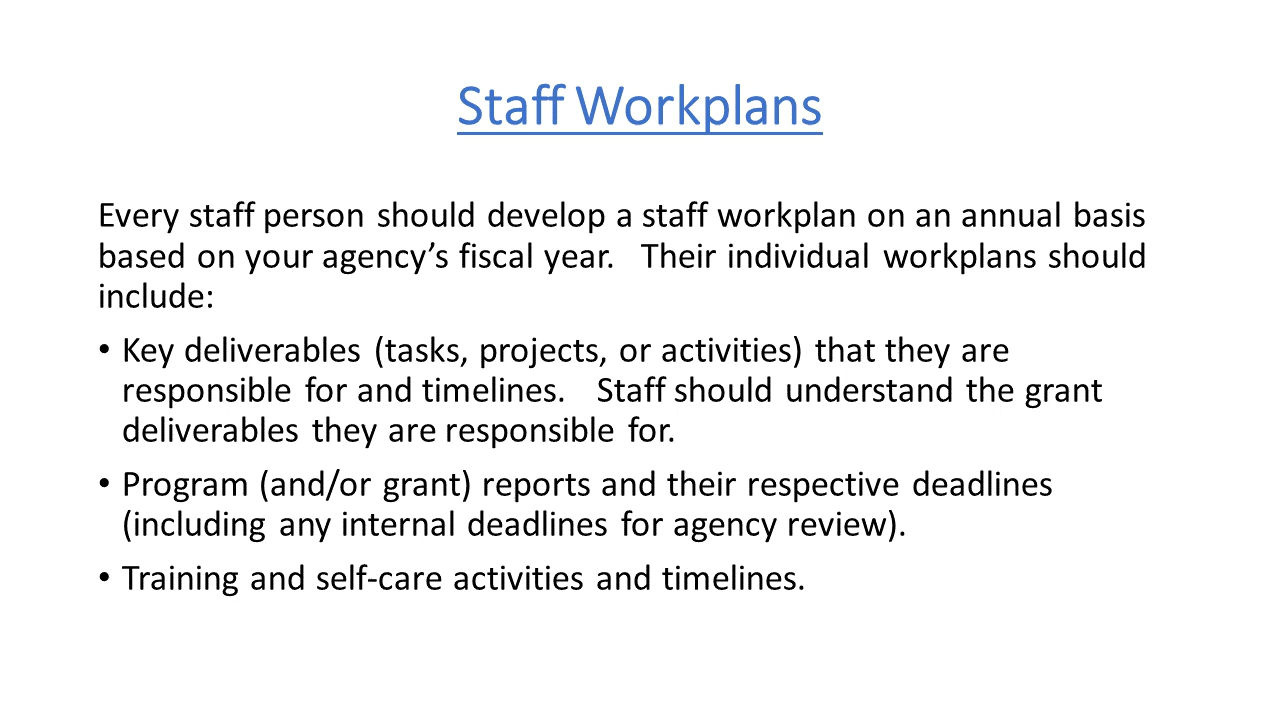 Staff Workplans
Every staff person should develop a staff workplan on an annual basis
based on your agency’s fiscal year.   Their individual workplans should
include:
• Key deliverables (tasks, projects, or activities) that they are
responsible for and timelines.   Staff should understand the grant
deliverables they are responsible for.
• Program (and/or grant) reports and their respective deadlines
(including any internal deadlines for agency review).
• Training and self-care activities and timelines.